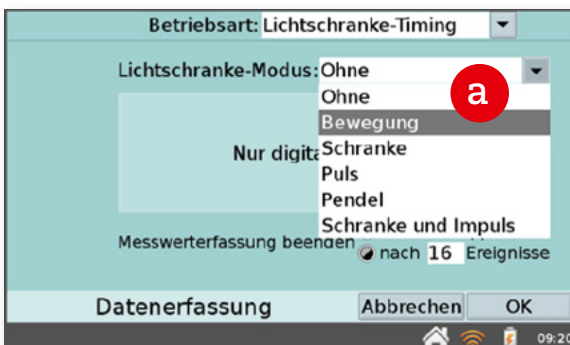 Betriebsart: Lichtschranke-Timing
Lichtschranke-Modus: Ohne
a
Ohne
Bewegung
Schranke
Puls
Pendel
Schranke und Impuls
Nur digita
Messwerterfassung beenden
nach 16 Ereignisse
Datenerfassung Abbrechen OK
09:20